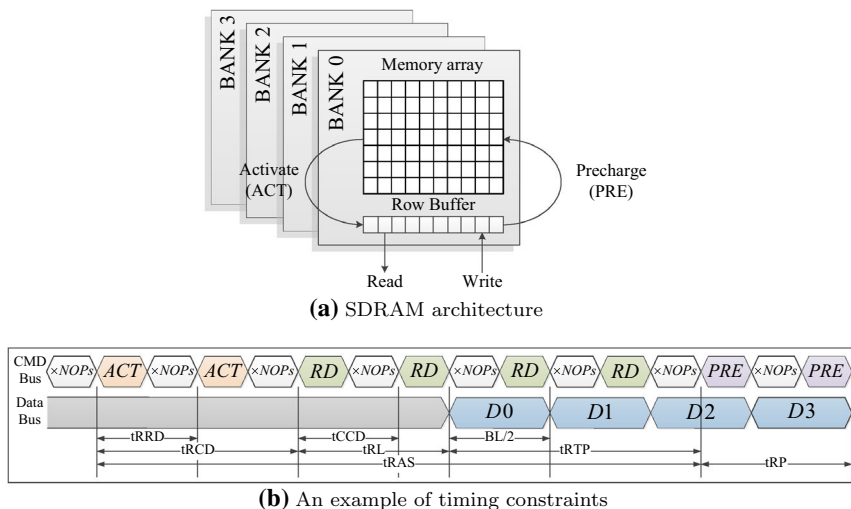 BANK 3
BANK 2
BANK 1
BANK 0
Memory array
Activate
(ACT)
Precharge
(PRE)
Row Buffer
Read Write
(a) SDRAM architecture
CMD
Bus
×NOPs ACT ×NOPs ACT ×NOPs RD ×NOPs RD ×NOPs RD ×NOPs RD ×NOPs PRE ×NOPs PRE
Data
Bus
D0 D1 D2 D3
tRRD tCCD BL/2
tRCD tRL tRTP
tRAS tRP
(b) An example of timing constraints